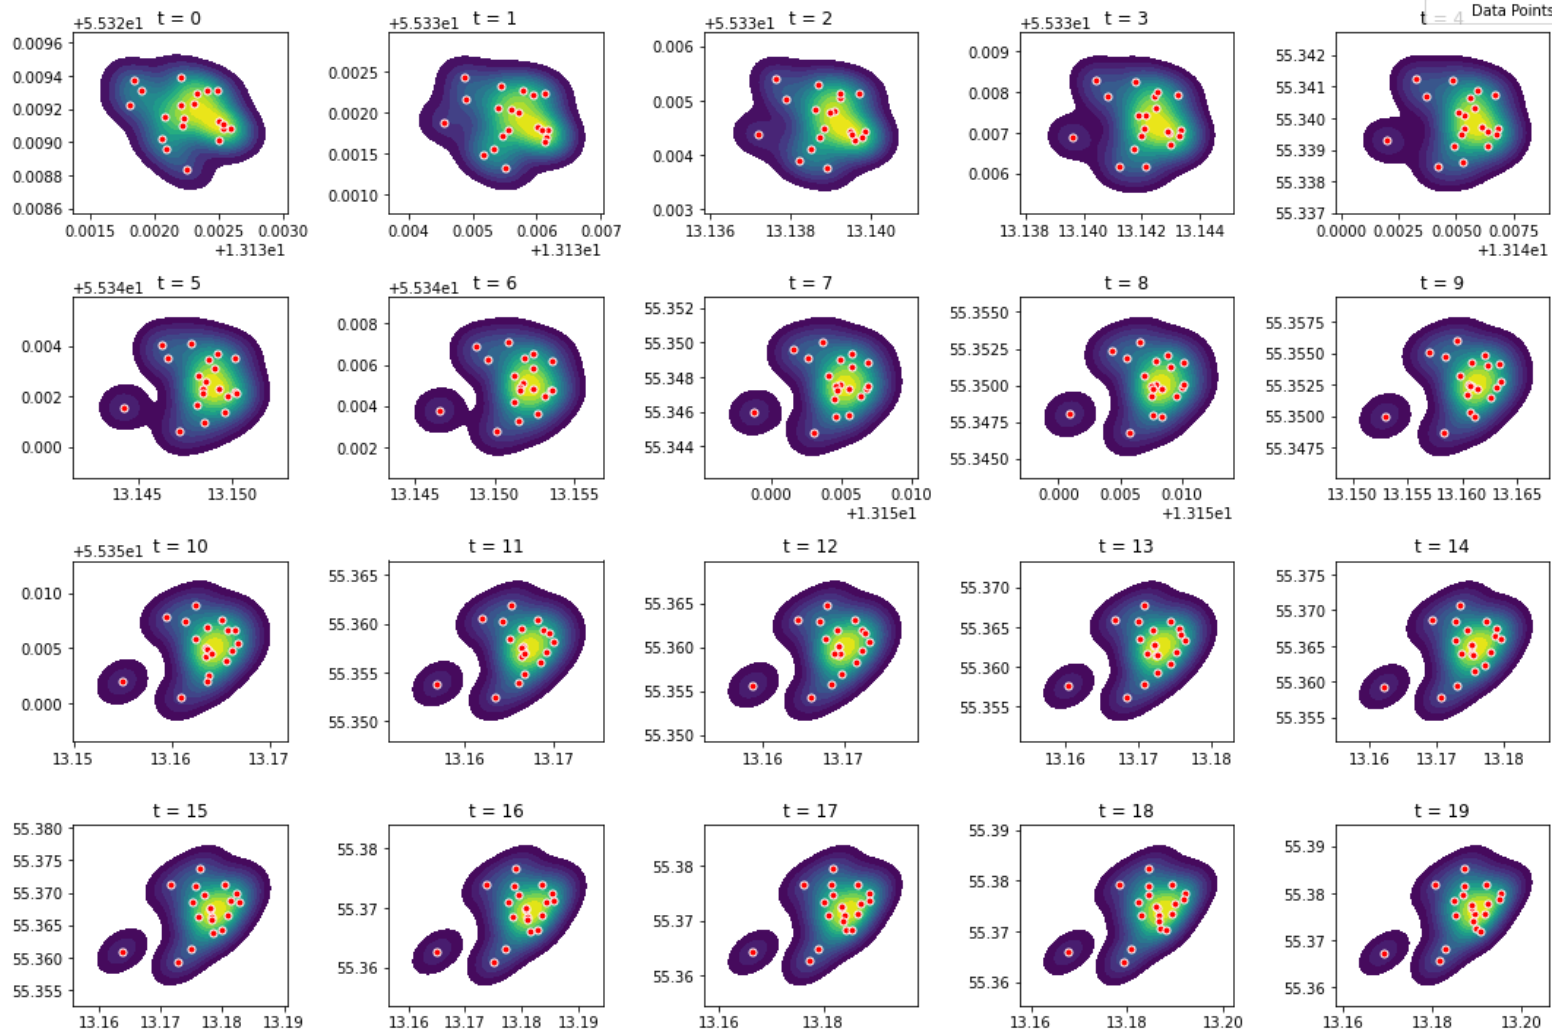 Data Points
+5.532e1 t = 0
0.0096
0.0094
0.0092
0.0090
0.0088
0.0086
0.0015 0.0020 0.0025 0.0030
+1.313e1
+5.533e1 t = 1
0.0025
0.0020
0.0015
0.0010
0.004 0.005 0.006 0.007
+1.313e1
+5.533e1 t = 2
0.006
0.005
0.004
0.003
13.136 13.138 13.140
+5.533e1 t = 3
0.009
0.008
0.007
0.006
13.138 13.140 13.142 13.144
t = 4
55.342
55.341
55.340
55.339
55.338
55.337
0.0000 0.0025 0.0050 0.0075
+1.314e1
+5.534e1 t = 5
0.004
0.002
0.000
13.145 13.150
+5.534e1 t = 6
0.008
0.006
0.004
0.002
13.145 13.150 13.155
t = 7
55.352
55.350
55.348
55.346
55.344
0.000 0.005 0.010
+1.315e1
t = 8
55.3550
55.3525
55.3500
55.3475
55.3450
0.000 0.005 0.010
+1.315e1
t = 9
55.3575
55.3550
55.3525
55.3500
55.3475
13.150 13.155 13.160 13.165
+5.535e1 t = 10
0.010
0.005
0.000
13.15 13.16 13.17
t = 11
55.365
55.360
55.355
55.350
13.16 13.17
t = 12
55.365
55.360
55.355
55.350
13.16 13.17
t = 13
55.370
55.365
55.360
55.355
13.16 13.17 13.18
t = 14
55.375
55.370
55.365
55.360
55.355
13.16 13.17 13.18
t = 15
55.380
55.375
55.370
55.365
55.360
55.355
13.16 13.17 13.18 13.19
t = 16
55.38
55.37
55.36
13.16 13.17 13.18 13.19
t = 17
55.38
55.37
55.36
13.16 13.18
t = 18
55.39
55.38
55.37
55.36
13.16 13.18 13.20
t = 19
55.39
55.38
55.37
55.36
13.16 13.18 13.20